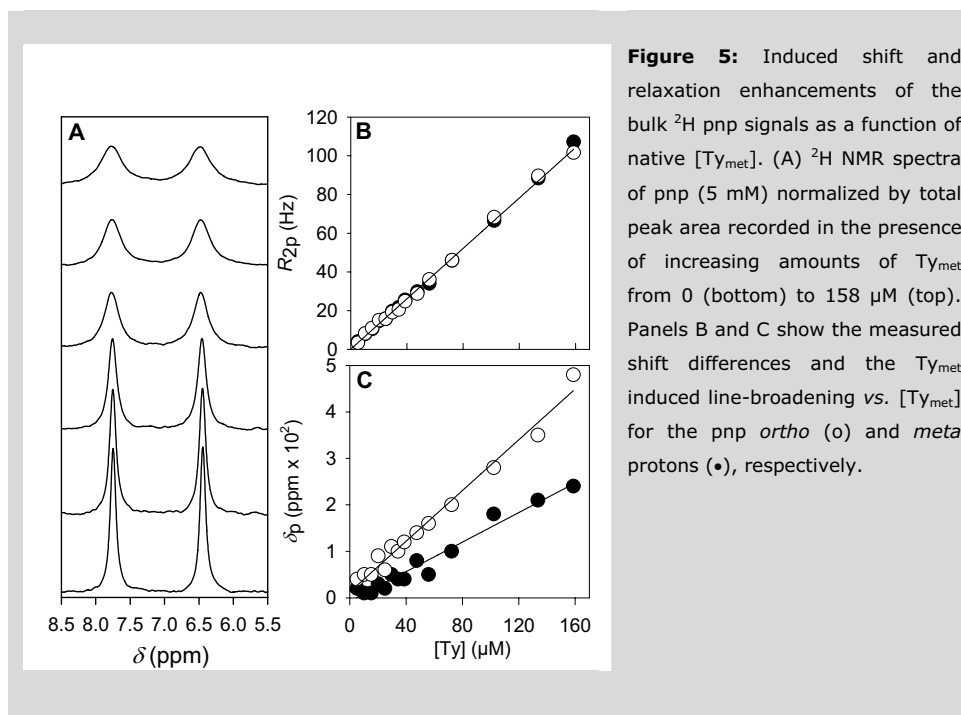 A
8.5 8.0 7.5 7.0 6.5 6.0 5.5
δ (ppm)
B
120
100
80
60
40
20
0
R2p (Hz)
C
5
4
3
2
1
0
δp (ppm x 10²)
0 40 80 120 160
[Ty] (µM)
Figure 5: Induced shift and
relaxation enhancements of the
bulk ²H pnp signals as a function of
native [Tymet]. (A) ²H NMR spectra
of pnp (5 mM) normalized by total
peak area recorded in the presence
of increasing amounts of Tymet
from 0 (bottom) to 158 µM (top).
Panels B and C show the measured
shift differences and the Tymet
induced line-broadening vs. [Tymet]
for the pnp ortho (o) and meta
protons (•), respectively.